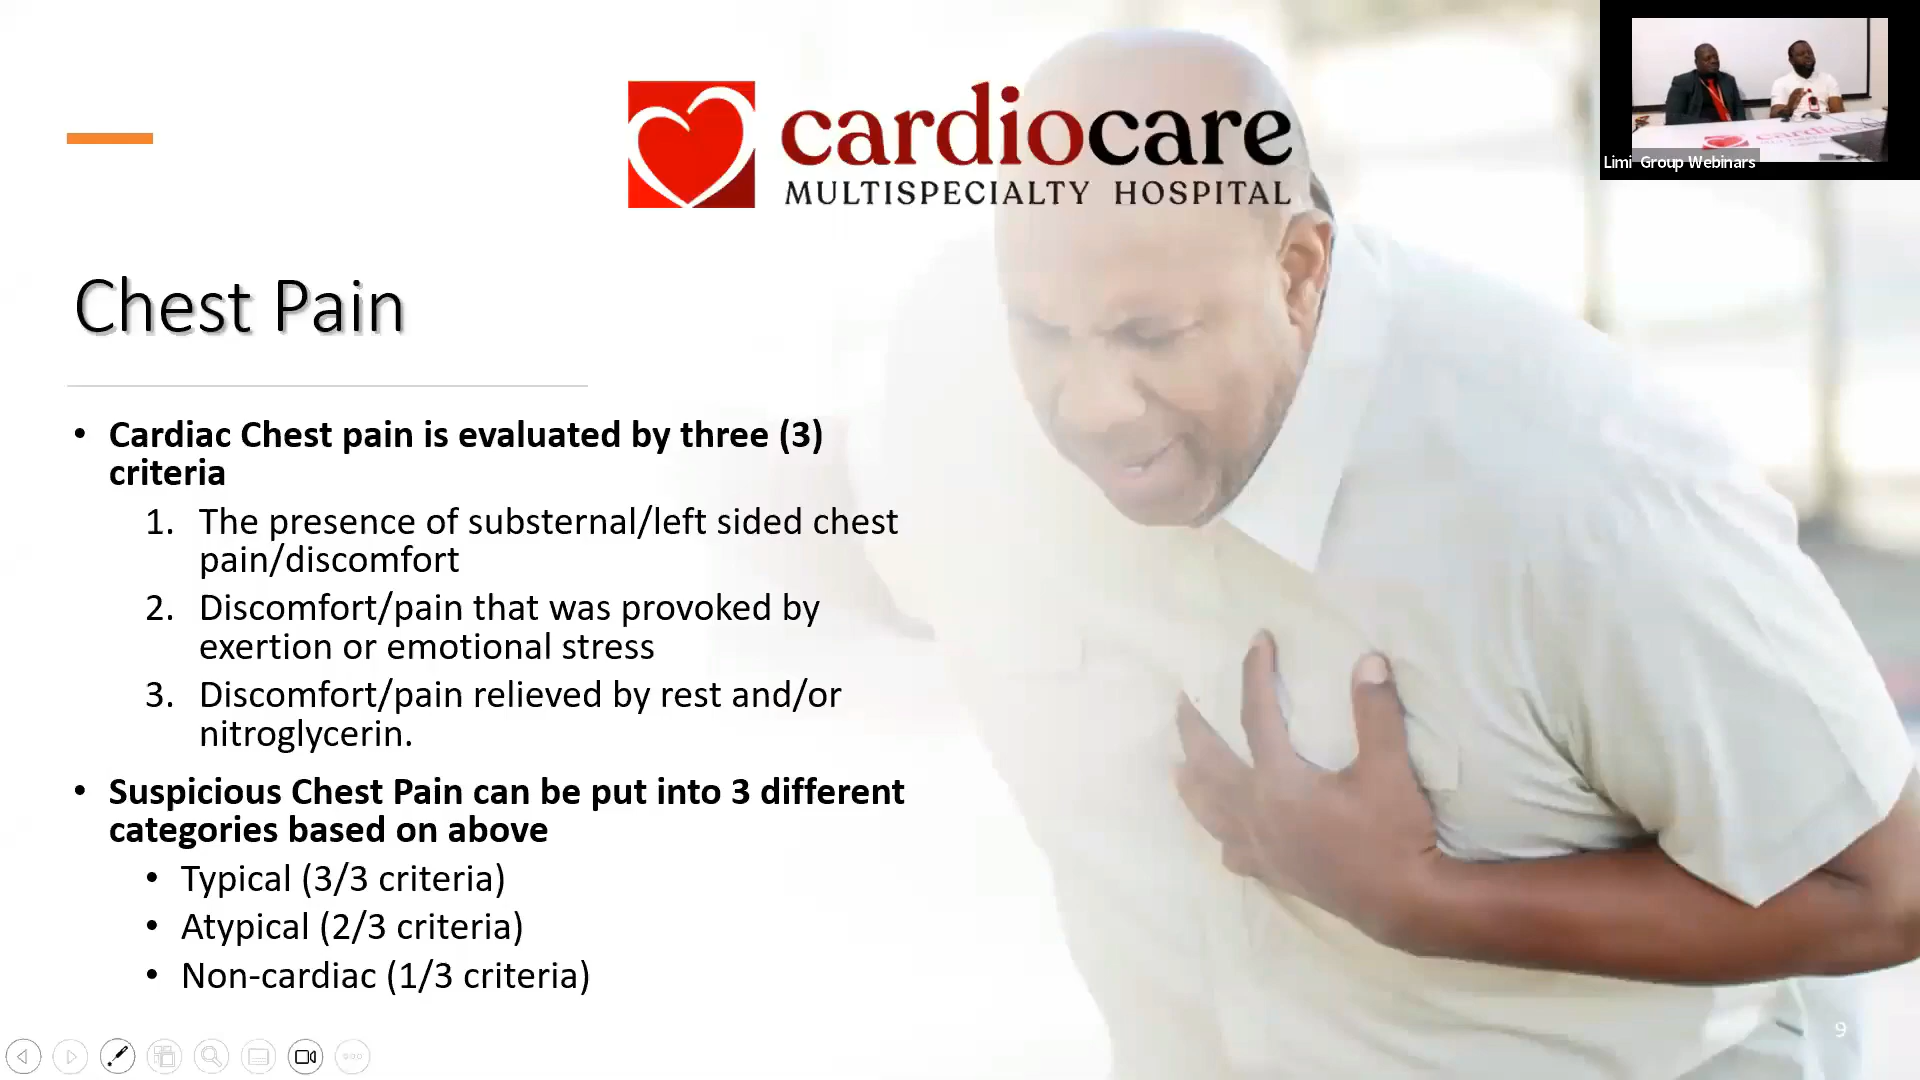 cardiocare
MULTISPECIALTY HOSPITAL
Limi Group Webinars
Chest Pain
• Cardiac Chest pain is evaluated by three (3)
criteria
1. The presence of substernal/left sided chest
pain/discomfort
2. Discomfort/pain that was provoked by
exertion or emotional stress
3. Discomfort/pain relieved by rest and/or
nitroglycerin.
• Suspicious Chest Pain can be put into 3 different
categories based on above
• Typical (3/3 criteria)
• Atypical (2/3 criteria)
• Non-cardiac (1/3 criteria)
9